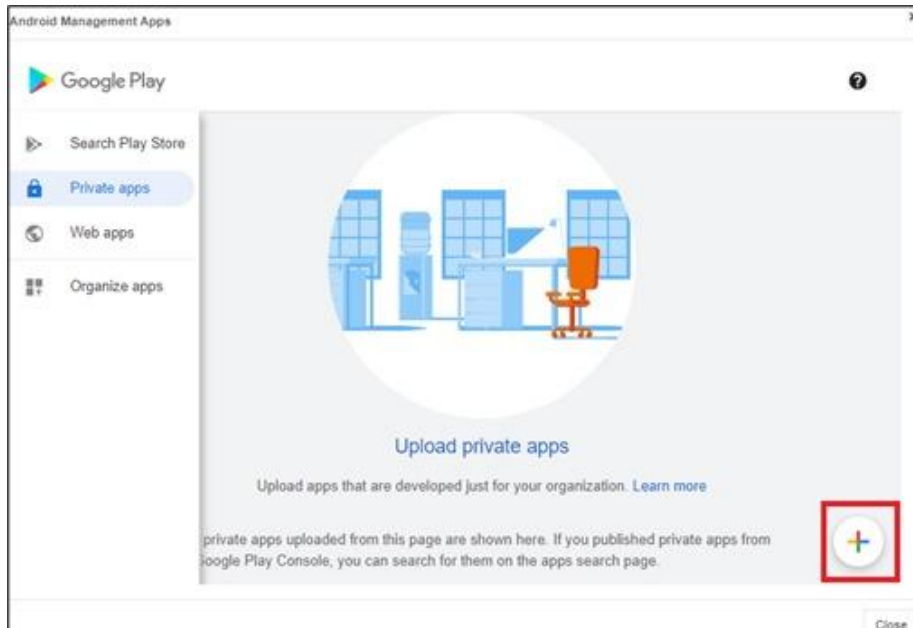 Android Management Apps
Google Play
Search Play Store
Private apps
Web apps
Organize apps
Upload private apps
Upload apps that are developed just for your organization. Learn more
private apps uploaded from this page are shown here. If you published private apps from
Google Play Console, you can search for them on the apps search page.
Close